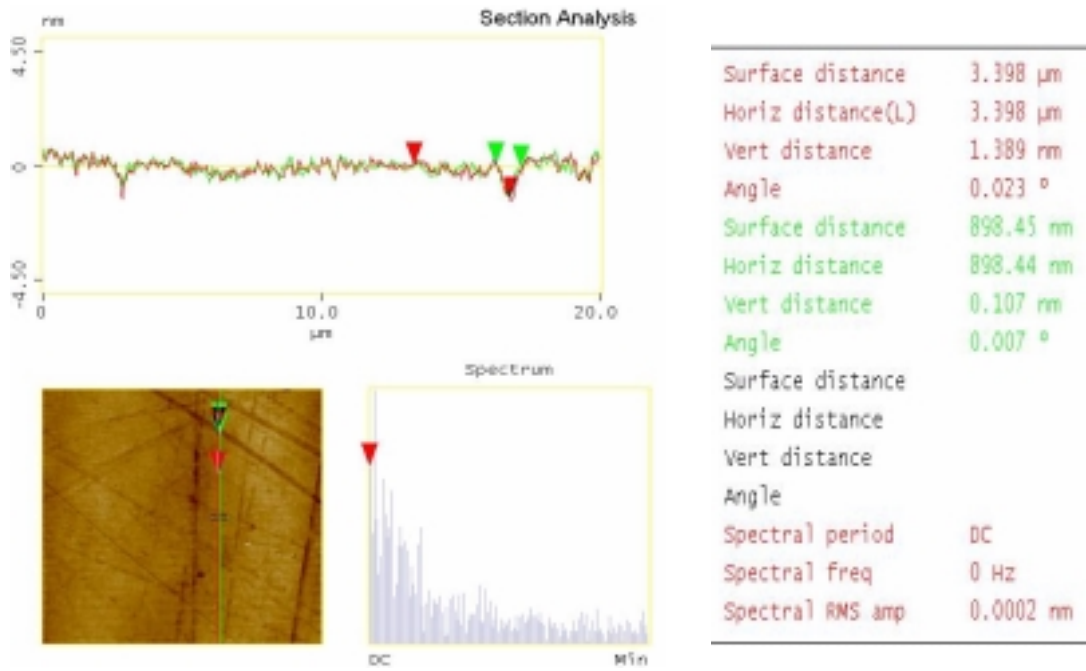 Section Analysis
nm
4.50
0
-4.50
0 10.0 20.0
µm
Spectrum
DC Min
Surface distance 3.398 µm
Horiz distance(L) 3.398 µm
Vert distance 1.389 nm
Angle 0.023 º
Surface distance 898.45 nm
Horiz distance 898.44 nm
Vert distance 0.107 nm
Angle 0.007 º
Surface distance
Horiz distance
Vert distance
Angle
Spectral period DC
Spectral freq 0 Hz
Spectral RMS amp 0.0002 nm